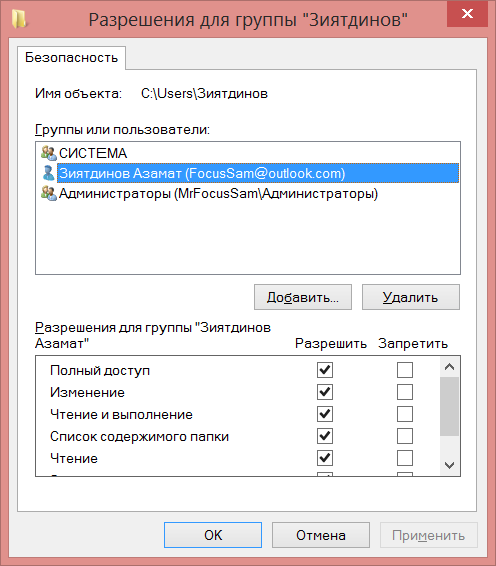 Разрешения для группы "Зиятдинов"
Безопасность
Имя объекта: C:\Users\Зиятдинов
Группы или пользователи:
СИСТЕМА
Зиятдинов Азамат (FocusSam@outlook.com)
Администраторы (MrFocusSam\Администраторы)
Добавить... Удалить
Разрешения для группы "Зиятдинов
Азамат" Разрешить Запретить
Полный доступ
Изменение
Чтение и выполнение
Список содержимого папки
Чтение
OK Отмена Применить